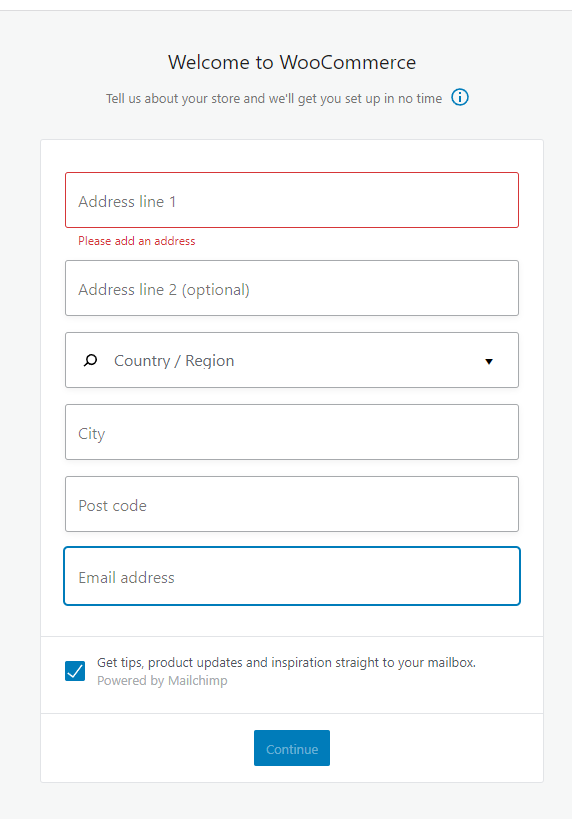 Welcome to WooCommerce
Tell us about your store and we'll get you set up in no time
Address line 1
Please add an address
Address line 2 (optional)
Country / Region
City
Post code
Email address
Get tips, product updates and inspiration straight to your mailbox.
Powered by Mailchimp
Continue